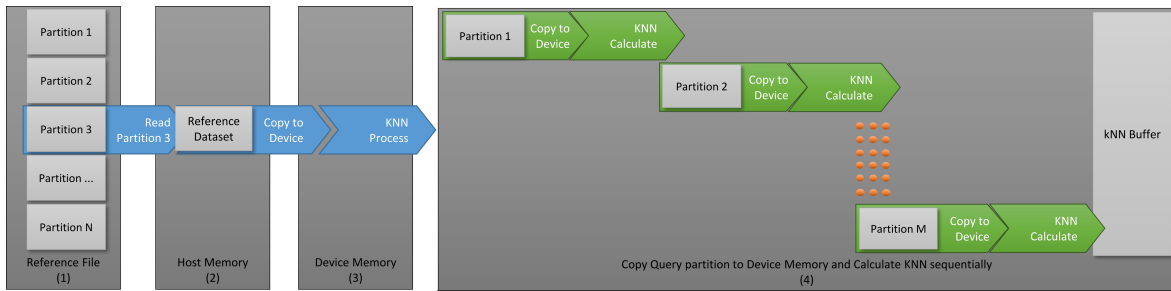 Partition 1
Partition 2
Partition 3
Partition ...
Partition N
Reference File
(1)
Read
Partition 3
Reference
Dataset
Host Memory
(2)
Copy to
Device
KNN
Process
Device Memory
(3)
Partition 1
Copy to
Device
KNN
Calculate
Partition 2
Copy to
Device
KNN
Calculate
Partition M
Copy to
Device
KNN
Calculate
kNN Buffer
Copy Query partition to Device Memory and Calculate KNN sequentially
(4)